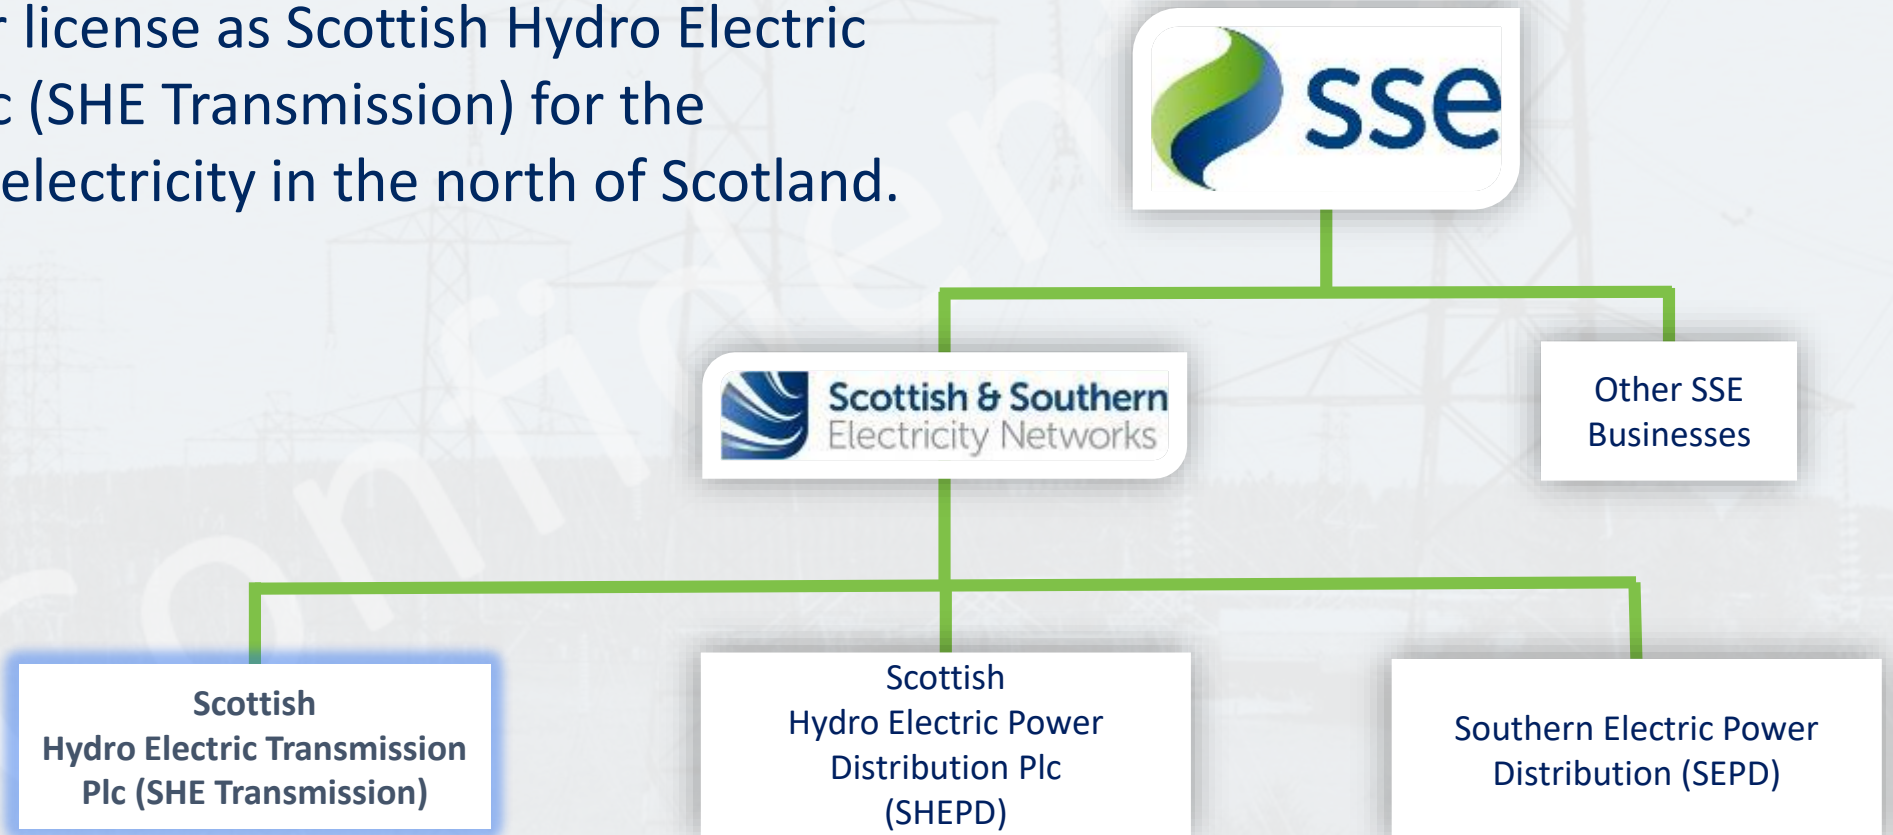 r license as Scottish Hydro Electric
c (SHE Transmission) for the
electricity in the north of Scotland.
sse
Scottish & Southern
Electricity Networks
Other SSE
Businesses
Scottish
Hydro Electric Transmission
Plc (SHE Transmission)
Scottish
Hydro Electric Power
Distribution Plc
(SHEPD)
Southern Electric Power
Distribution (SEPD)
onfiden